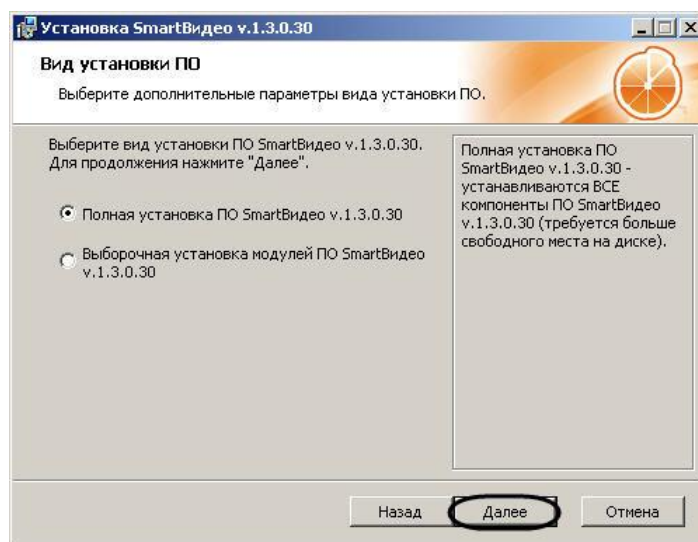 Установка SmartВидео v.1.3.0.30
Вид установки ПО
Выберите дополнительные параметры вида установки ПО.
Выберите вид установки ПО SmartВидео v.1.3.0.30.
Для продолжения нажмите "Далее".
Полная установка ПО SmartВидео v.1.3.0.30
Выборочная установка модулей ПО SmartВидео
v.1.3.0.30
Полная установка ПО
SmartВидео v.1.3.0.30 -
устанавливаются ВСЕ
компоненты ПО SmartВидео
v.1.3.0.30 (требуется больше
свободного места на диске).
Назад
Далее
Отмена